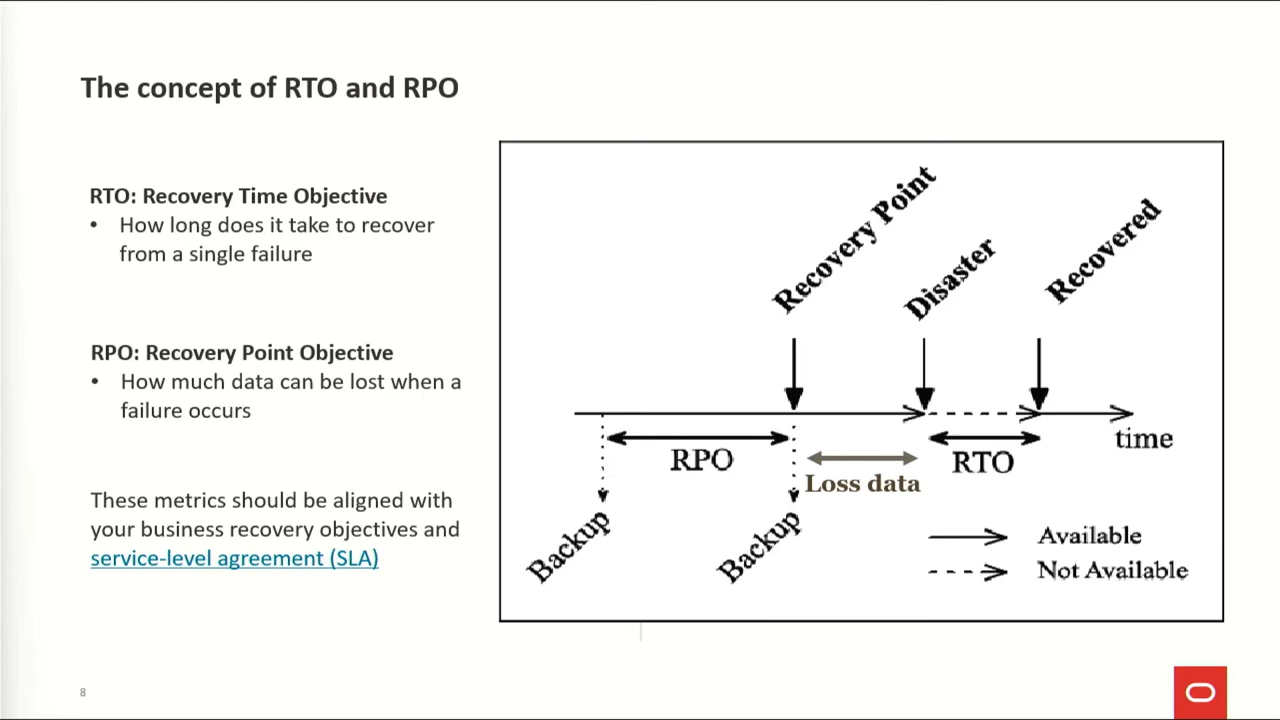 The concept of RTO and RPO
RTO: Recovery Time Objective
• How long does it take to recover
from a single failure
RPO: Recovery Point Objective
• How much data can be lost when a
failure occurs
These metrics should be aligned with
your business recovery objectives and
service-level agreement (SLA)
Recovery Point
Disaster
Recovered
time
RPO
Loss data
RTO
Backup
Backup
Available
Not Available
8